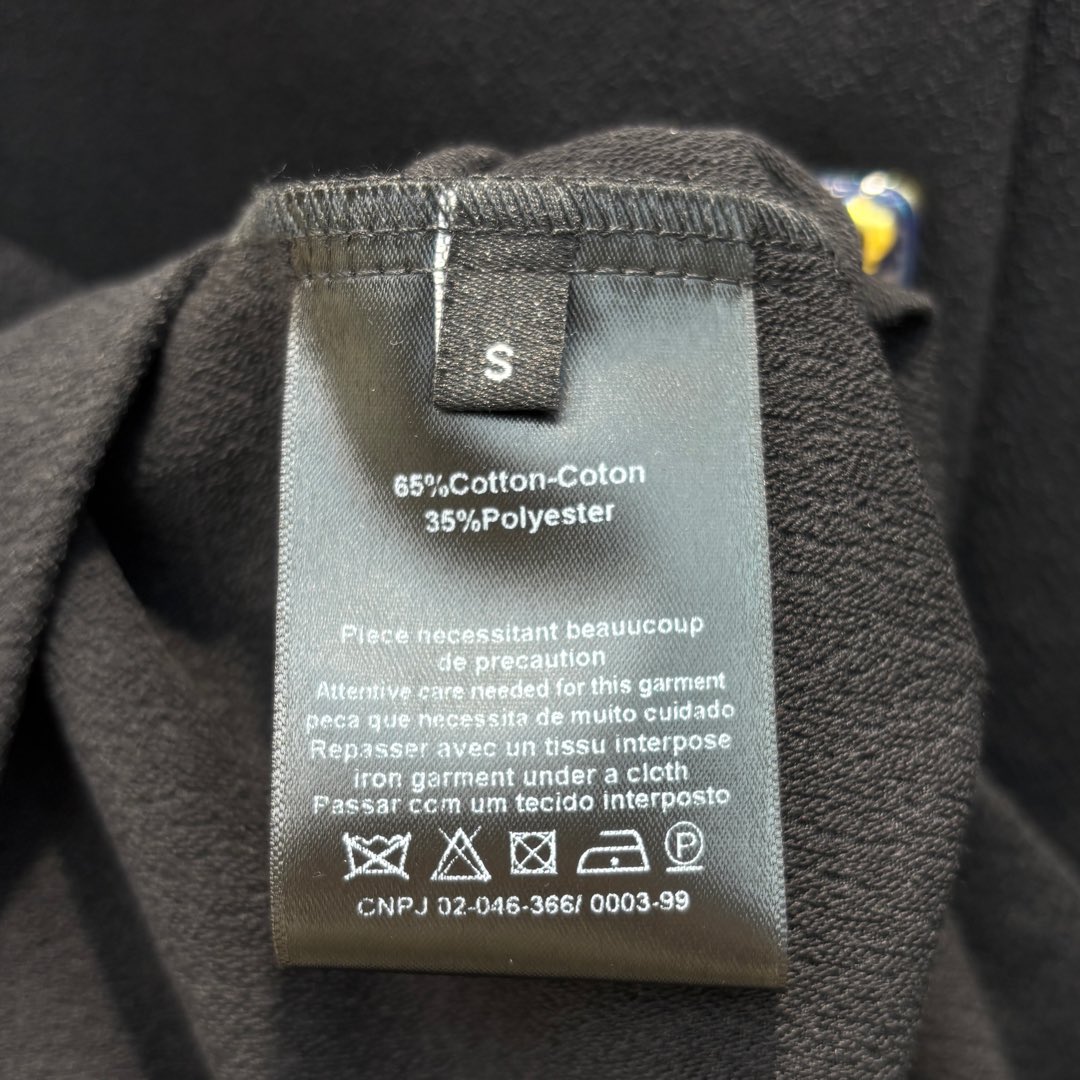 S
65%Cotton-Coton
35%Polyester
Piece necessitant beauucoup
de precaution
Attentive care needed for this garment
peca que necessita de muito cuidado
Repasser avec un tissu interpose
iron garment under a cloth
Passar com um tecido interposto
P
CNPJ 02-046-366/ 0003-99